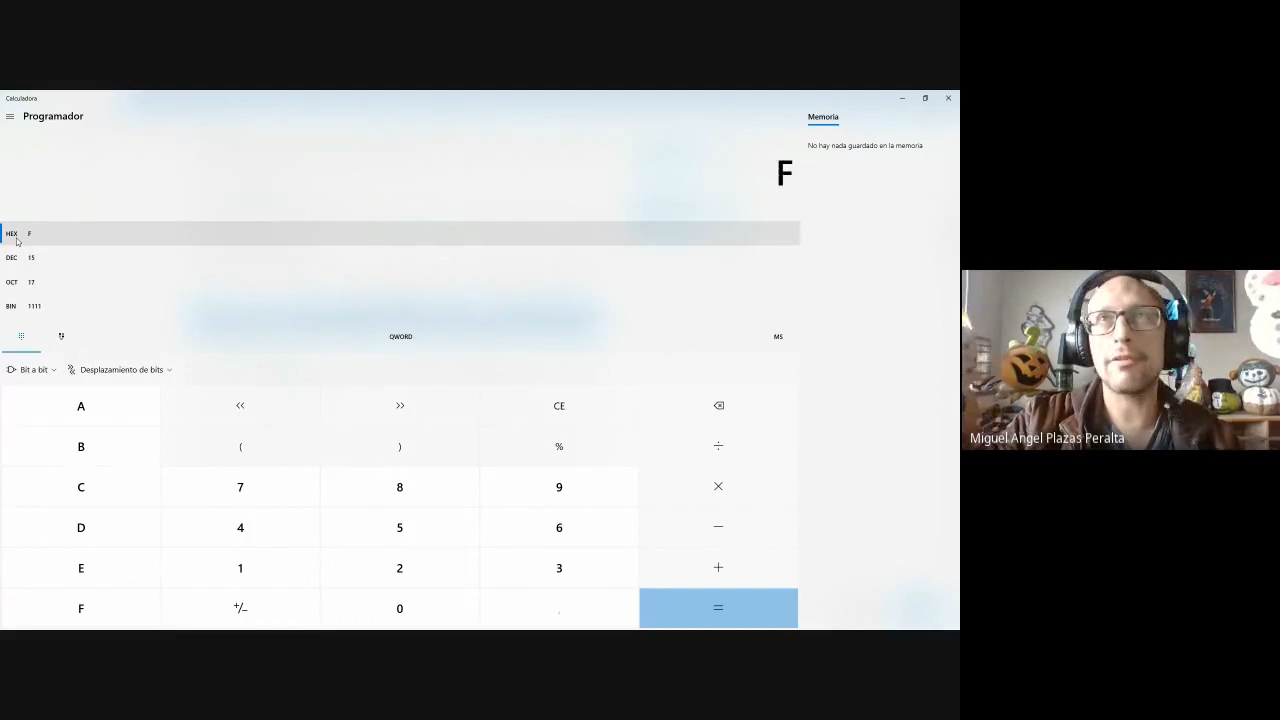 Calculadora
Programador
Memoria
No hay nada guardado en la memoria
F
HEX F
DEC 15
OCT 17
BIN 1111
QWORD
MS
Bit a bit
Desplazamiento de bits
A << >> CE
B ( ) % ÷
C 7 8 9 ×
D 4 5 6 −
E 1 2 3 +
F +/− 0 , =
Miguel Angel Plazas Peralta